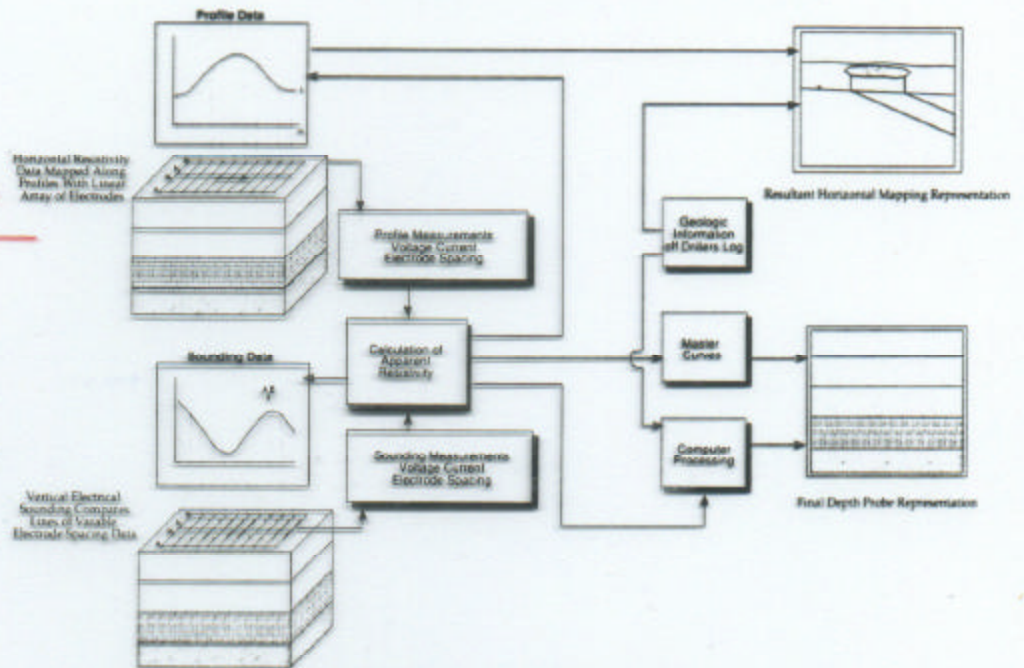 Profile Data
Horizontal Resistivity
Data Mapped Along
Profiles With Linear
Array of Electrodes
Profile Measurements
Voltage Current
Electrode Spacing
Resultant Horizontal Mapping Representation
Geologic
Information
off Drillers Log
Sounding Data
Calculation of
Apparent
Resistivity
Master
Curves
Sounding Measurements
Voltage Current
Electrode Spacing
Computer
Processing
Vertical Electrical
Sounding Compares
Lines of Variable
Electrode Spacing Data
Final Depth Probe Representation